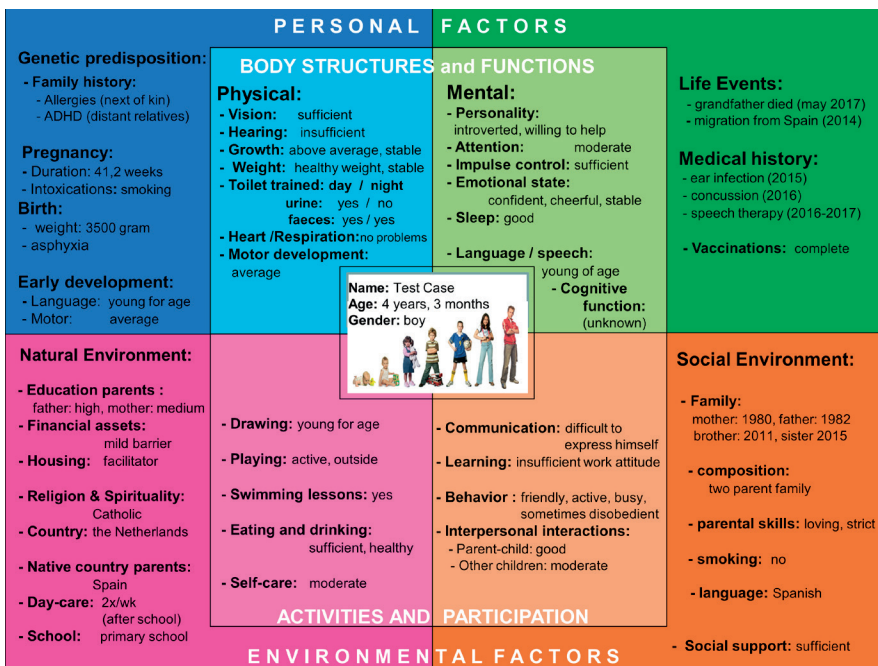 PERSONAL FACTORS
Genetic predisposition:
- Family history:
- Allergies (next of kin)
- ADHD (distant relatives)
Pregnancy:
- Duration: 41,2 weeks
- Intoxications: smoking
Birth:
- weight: 3500 gram
- asphyxia
Early development:
- Language: young for age
- Motor: average
BODY STRUCTURES and FUNCTIONS
Physical:
- Vision: sufficient
- Hearing: insufficient
- Growth: above average, stable
- Weight: healthy weight, stable
- Toilet trained: day / night
urine: yes / no
faeces: yes / yes
- Heart /Respiration:no problems
- Motor development:
average
Mental:
- Personality:
introverted, willing to help
- Attention: moderate
- Impulse control: sufficient
- Emotional state:
confident, cheerful, stable
- Sleep: good
- Language / speech:
young of age
- Cognitive
function:
(unknown)
Life Events:
- grandfather died (may 2017)
- migration from Spain (2014)
Medical history:
- ear infection (2015)
- concussion (2016)
- speech therapy (2016-2017)
- Vaccinations: complete
Name: Test Case
Age: 4 years, 3 months
Gender: boy
Natural Environment:
- Education parents :
father: high, mother: medium
- Financial assets:
mild barrier
- Housing: facilitator
- Religion & Spirituality:
Catholic
- Country: the Netherlands
- Native country parents:
Spain
- Day-care: 2x/wk
(after school)
- School: primary school
- Drawing: young for age
- Playing: active, outside
- Swimming lessons: yes
- Eating and drinking:
sufficient, healthy
- Self-care: moderate
- Communication: difficult to
express himself
- Learning: insufficient work attitude
- Behavior : friendly, active, busy,
sometimes disobedient
- Interpersonal interactions:
- Parent-child: good
- Other children: moderate
ACTIVITIES AND PARTICIPATION
Social Environment:
- Family:
mother: 1980, father: 1982
brother: 2011, sister 2015
- composition:
two parent family
- parental skills: loving, strict
- smoking: no
- language: Spanish
- Social support: sufficient
ENVIRONMENTAL FACTORS